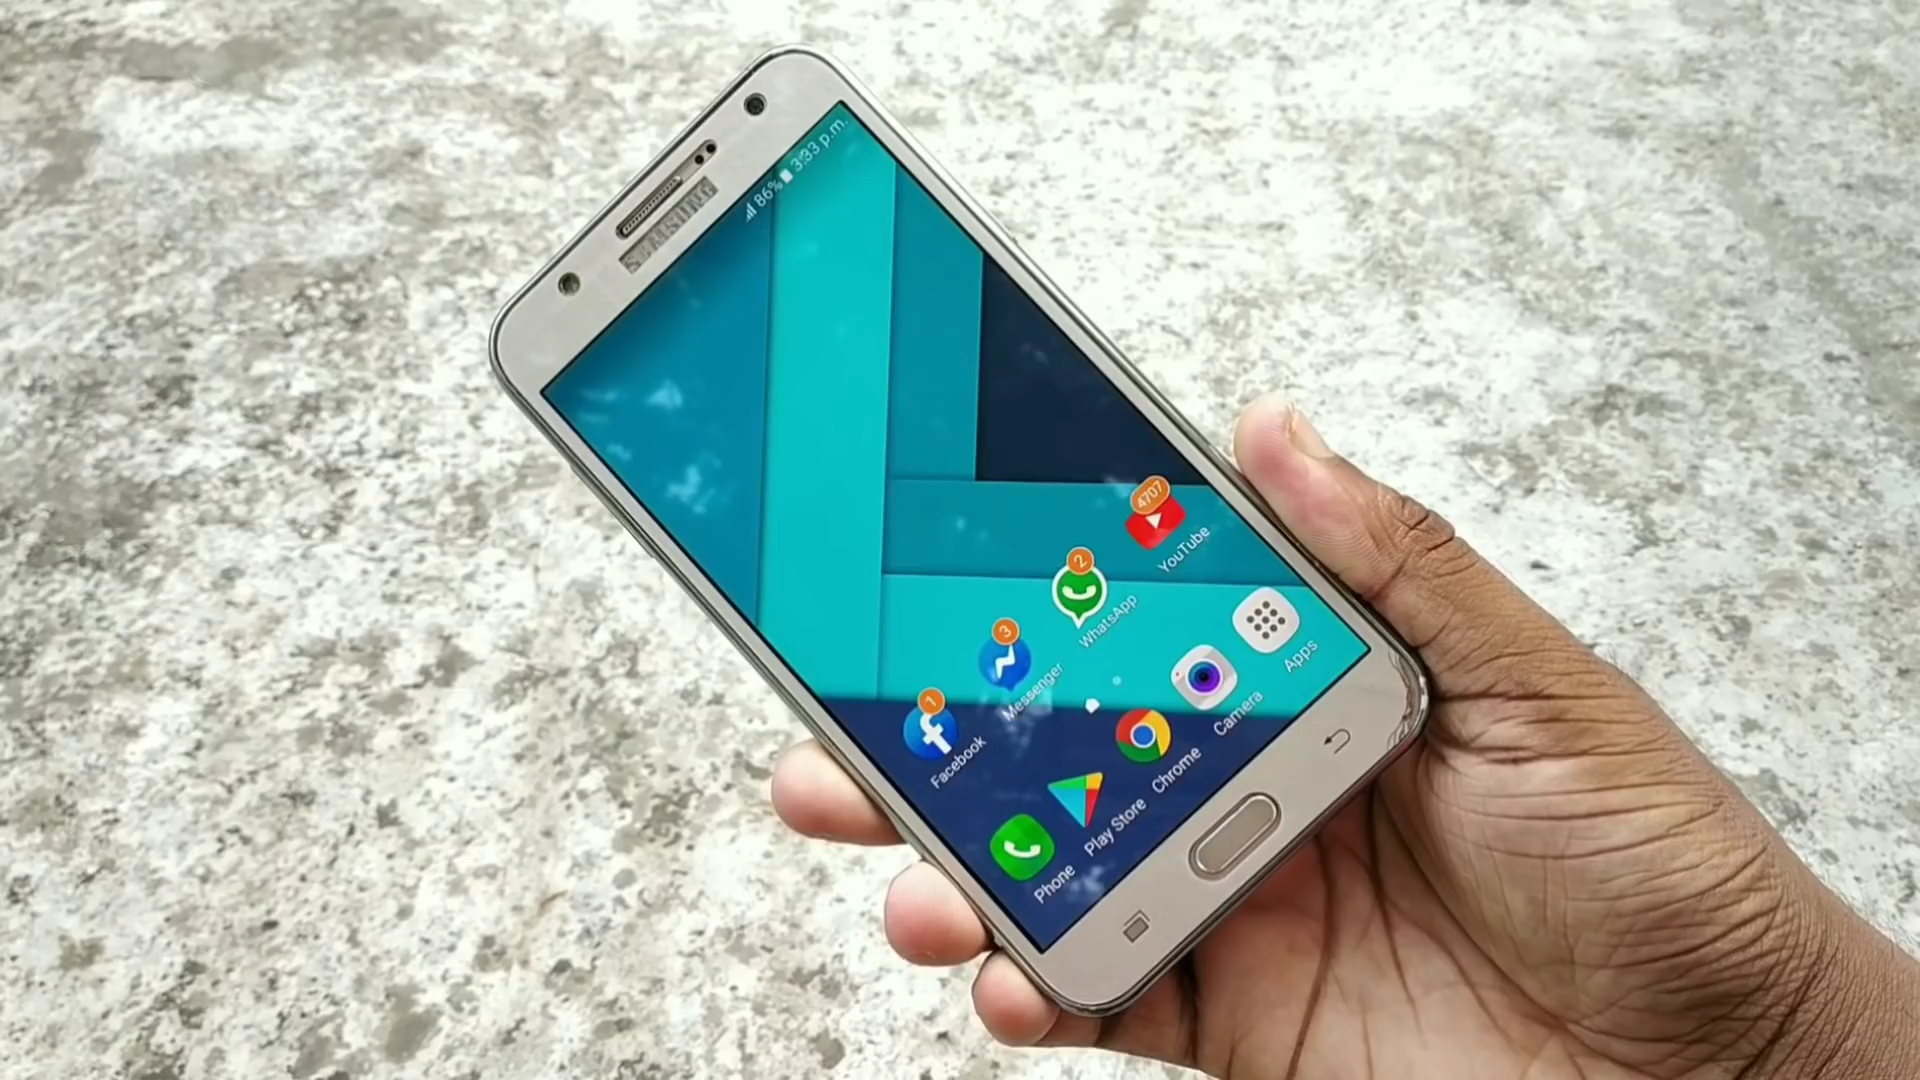 SAMSUNG
86% 3:33 p.m.
1
3
2
4707
Facebook
Messenger
WhatsApp
YouTube
Phone
Play Store
Chrome
Camera
Apps